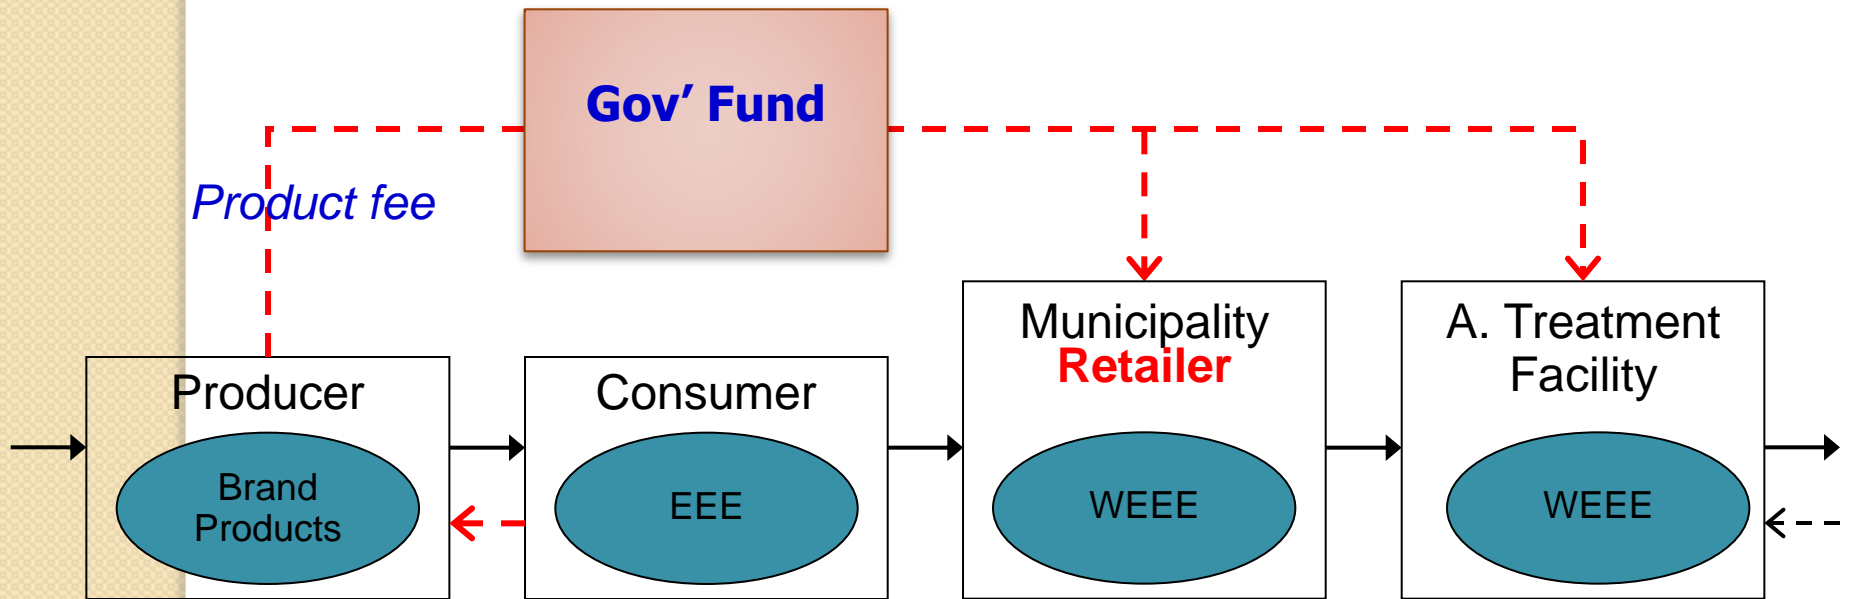 Gov’ Fund
Product fee
Producer
Brand
Products
Consumer
EEE
Municipality
Retailer
WEEE
A. Treatment
Facility
WEEE